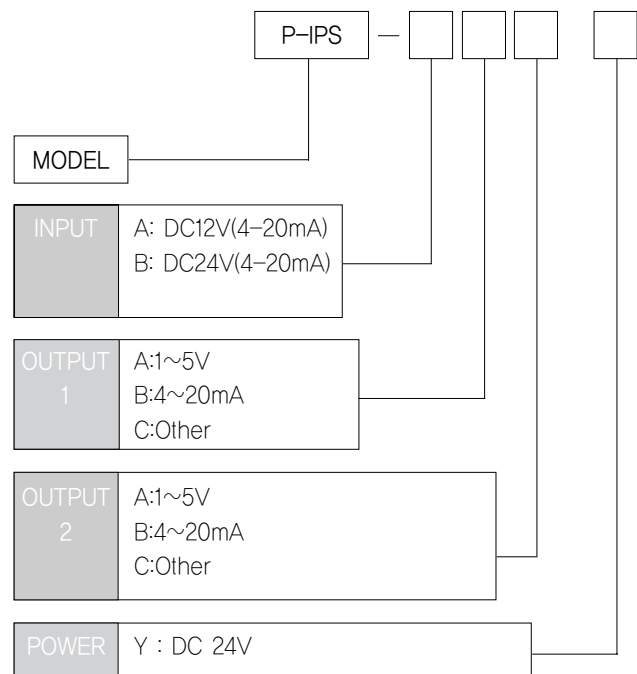 P-IPS —
MODEL
INPUT
A: DC12V(4-20mA)
B: DC24V(4-20mA)
OUTPUT
1
A:1~5V
B:4~20mA
C:Other
OUTPUT
2
A:1~5V
B:4~20mA
C:Other
POWER
Y : DC 24V